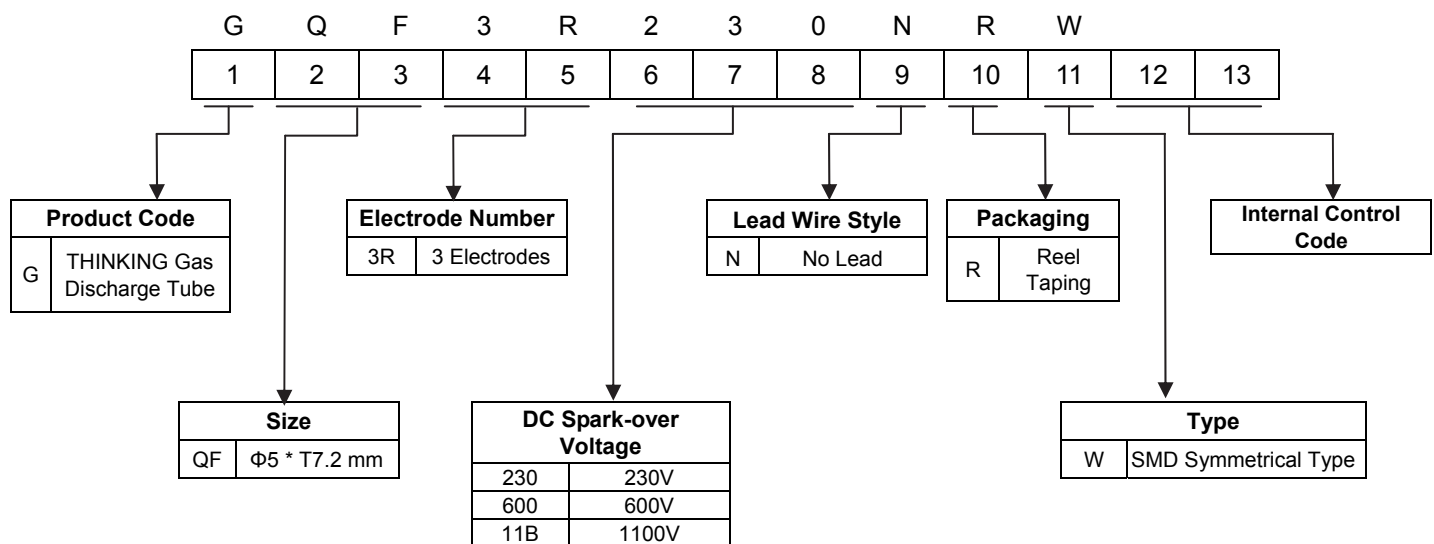 G Q F 3 R 2 3 0 N R W
1 2 3 4 5 6 7 8 9 10 11 12 13
Product Code
G THINKING Gas
Discharge Tube
Electrode Number
3R 3 Electrodes
Lead Wire Style
N No Lead
Packaging
R Reel
Taping
Internal Control
Code
Size
QF Φ5 * T7.2 mm
DC Spark-over
Voltage
230 230V
600 600V
11B 1100V
Type
W SMD Symmetrical Type